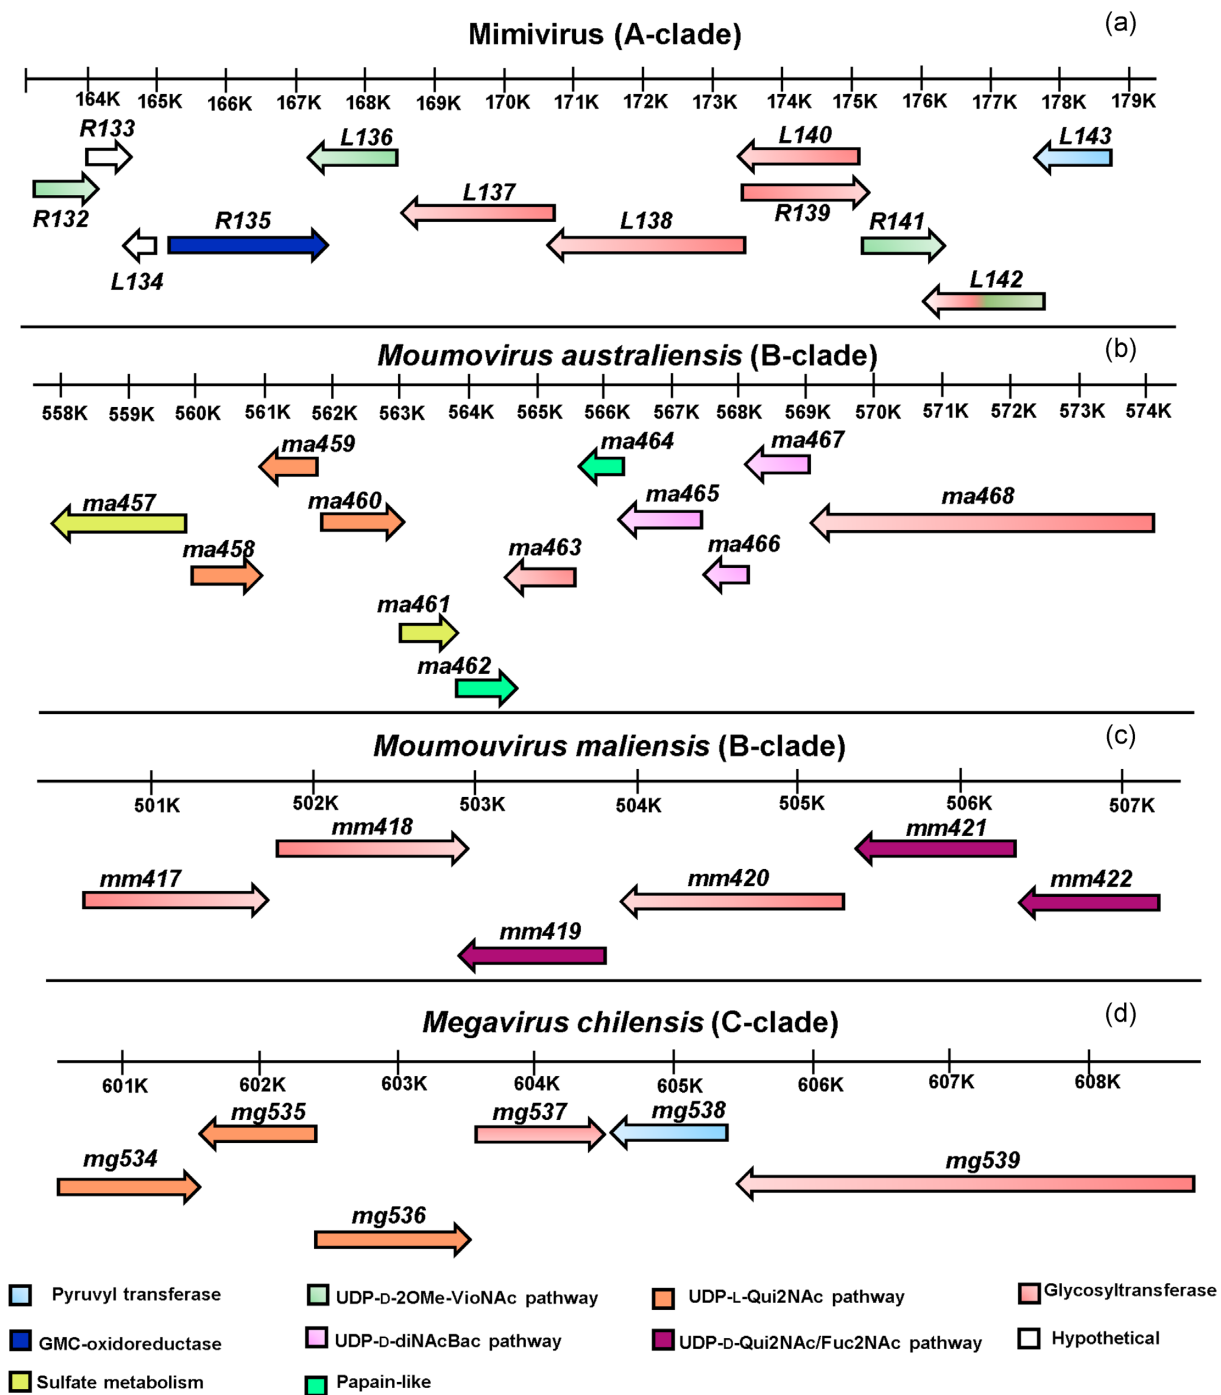 Mimivirus (A-clade)
(a)
164K 165K 166K 167K 168K 169K 170K 171K 172K 173K 174K 175K 176K 177K 178K 179K
R133 L136 L140 L143
R132 R135 L137 L138 R139 R141
L134 L142
Moumovirus australiensis (B-clade)
(b)
558K 559K 560K 561K 562K 563K 564K 565K 566K 567K 568K 569K 570K 571K 572K 573K 574K
ma459 ma464 ma467
ma457 ma460 ma465 ma468
ma458 ma463 ma466
ma461
ma462
Moumouvirus maliensis (B-clade)
(c)
501K 502K 503K 504K 505K 506K 507K
mm418 mm421
mm417 mm420 mm422
mm419
Megavirus chilensis (C-clade)
(d)
601K 602K 603K 604K 605K 606K 607K 608K
mg535 mg537 mg538
mg534 mg539
mg536
Pyruvyl transferase
UDP-D-2OMe-VioNAc pathway
UDP-L-Qui2NAc pathway
Glycosyltransferase
GMC-oxidoreductase
UDP-D-diNAcBac pathway
UDP-D-Qui2NAc/Fuc2NAc pathway
Hypothetical
Sulfate metabolism
Papain-like